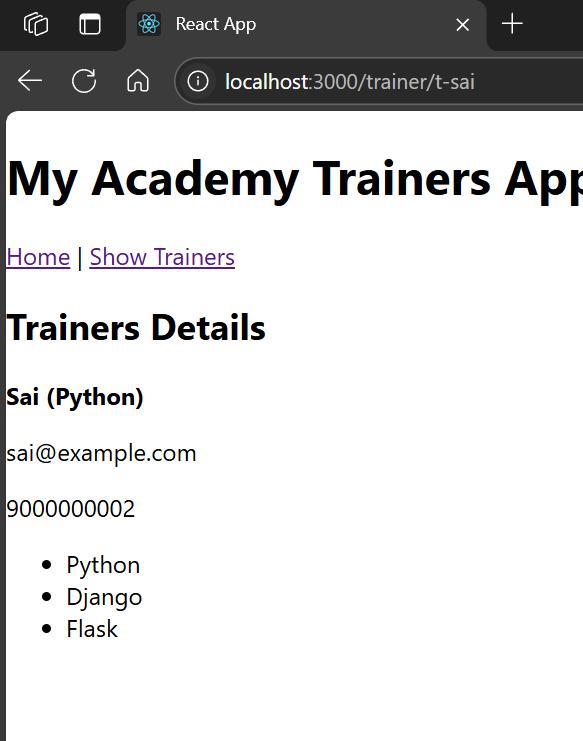 React App
localhost:3000/trainer/t-sai
My Academy Trainers App
Home | Show Trainers
Trainers Details
Sai (Python)
sai@example.com
9000000002
Python
Django
Flask